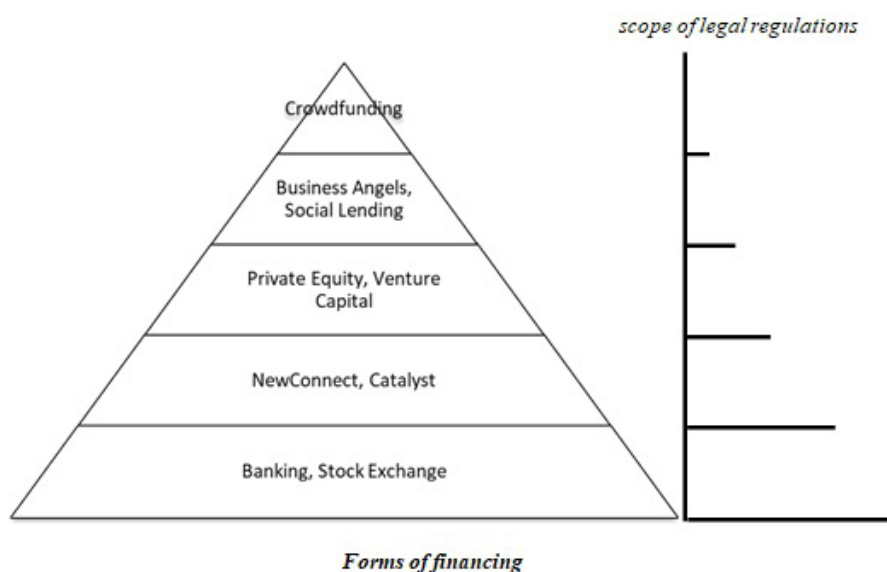 scope of legal regulations
Crowdfunding
Business Angels,
Social Lending
Private Equity, Venture
Capital
NewConnect, Catalyst
Banking, Stock Exchange
Forms of financing